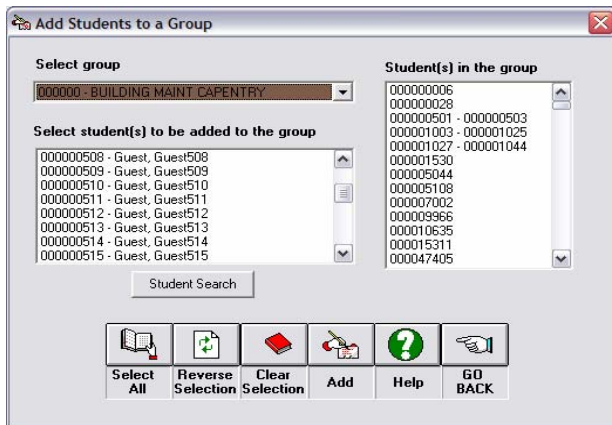 Add Students to a Group
Select group
000000 - BUILDING MAINT CAPENTRY
Select student(s) to be added to the group
000000508 - Guest, Guest508
000000509 - Guest, Guest509
000000510 - Guest, Guest510
000000511 - Guest, Guest511
000000512 - Guest, Guest512
000000513 - Guest, Guest513
000000514 - Guest, Guest514
000000515 - Guest, Guest515
Student Search
Student(s) in the group
000000006
000000028
000000501 - 000000503
000001003 - 000001025
000001027 - 000001044
000001530
000005044
000005108
000007002
000009966
000010635
000015311
000047405
Select All
Reverse Selection
Clear Selection
Add
Help
GO BACK